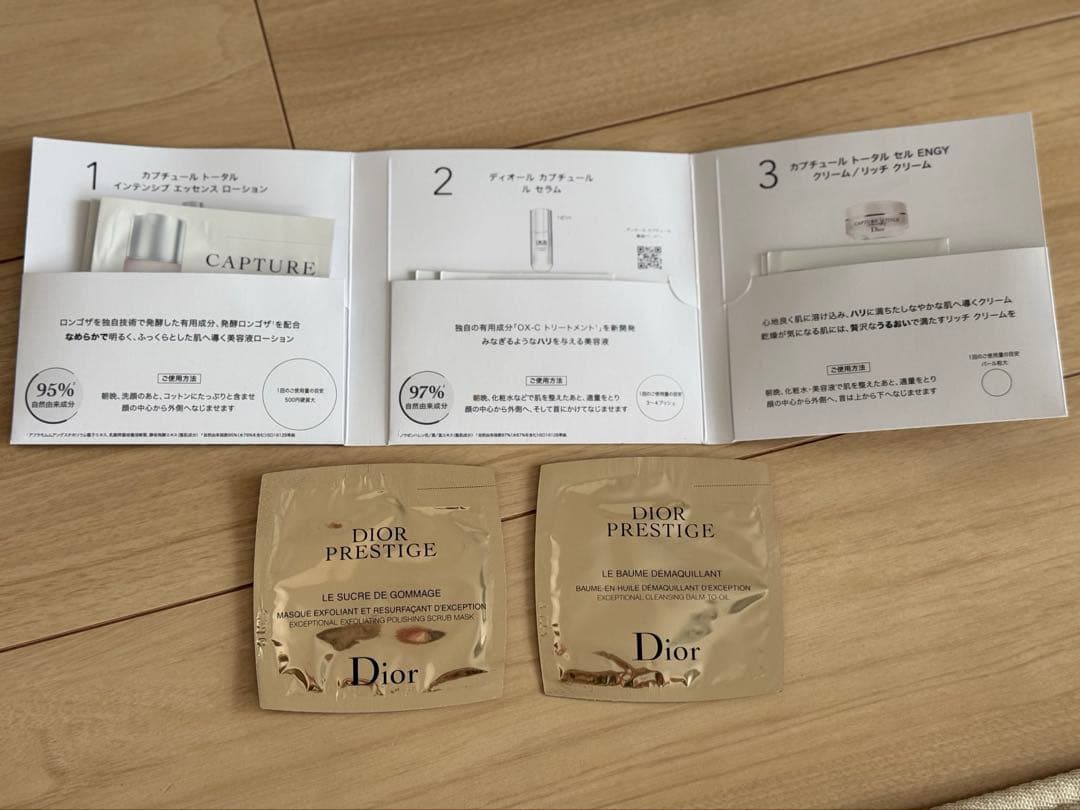 1
カプチュール トータル
インテンシブ エッセンス ローション
CAPTURE
ロンゴザを独自技術で発酵した有用成分、発酵ロンゴザ¹を配合
なめらかで明るく、ふっくらとした肌へ導く美容液ローション
95%
自然由来成分
ご使用方法
朝晩、洗顔のあと、コットンにたっぷりと含ませ
顔の中心から外側へなじませます
1回のご使用量の目安
500円硬貨大
2
ディオール カプチュール
ル セラム
独自の有用成分「OX-C トリートメント¹」を新開発
みなぎるようなハリを与える美容液
97%
自然由来成分
ご使用方法
朝晩、化粧水などで肌を整えたあと、適量をとり
顔の中心から外側へ、そして首にかけてなじませます
1回のご使用量の目安
3~4プッシュ
3
カプチュール トータル セル ENGY
クリーム/リッチ クリーム
CAPTURE TOTALE
Dior
心地良く肌に溶け込み、ハリに満ちたしなやかな肌へ導くクリーム
乾燥が気になる肌には、贅沢なうるおいで満たすリッチ クリームを
ご使用方法
朝晩、化粧水・美容液で肌を整えたあと、適量をとり
顔の中心から外側へ、首は上から下へなじませます
1回のご使用量の目安
パール粒大
DIOR
PRESTIGE
LE SUCRE DE GOMMAGE
MASQUE EXFOLIANT ET RESURFAÇANT D'EXCEPTION
EXCEPTIONAL EXFOLIATING POLISHING SCRUB MASK
Dior
DIOR
PRESTIGE
LE BAUME DÉMAQUILLANT
BAUME-EN-HUILE DÉMAQUILLANT D'EXCEPTION
EXCEPTIONAL CLEANSING BALM-TO-OIL
Dior